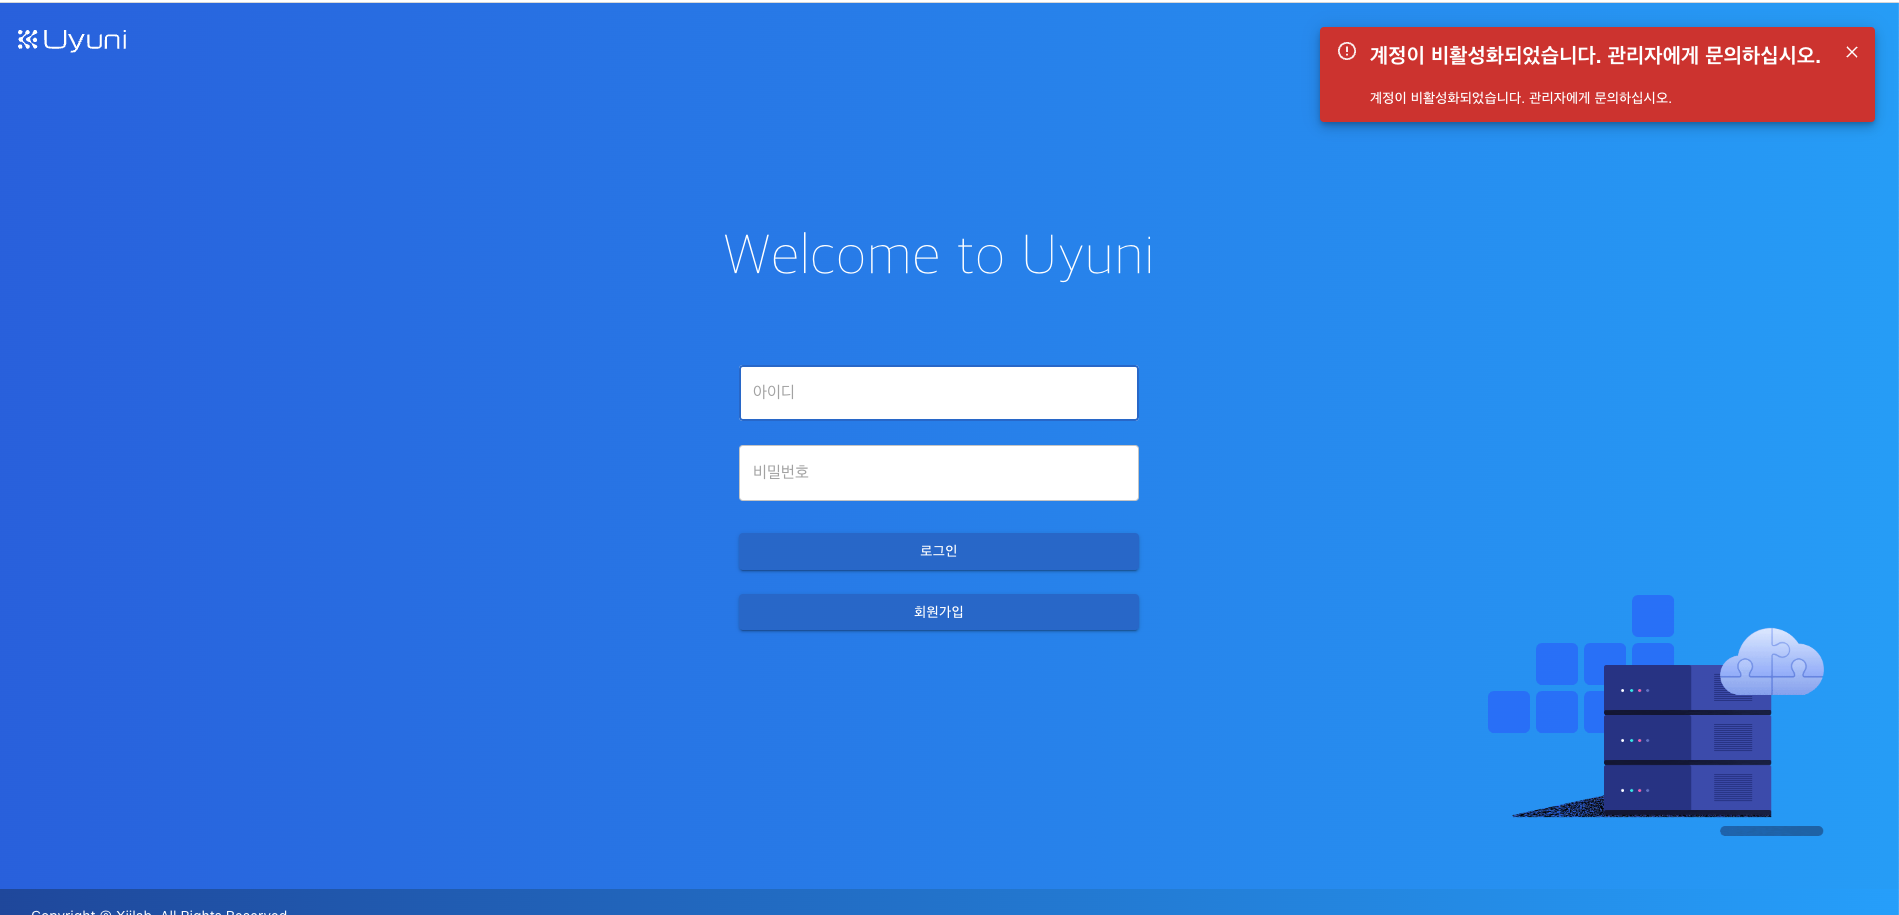 Uyuni
계정이 비활성화되었습니다. 관리자에게 문의하십시오.
계정이 비활성화되었습니다. 관리자에게 문의하십시오.
Welcome to Uyuni
아이디
비밀번호
로그인
회원가입
Copyright © Xiilab. All Rights Reserved